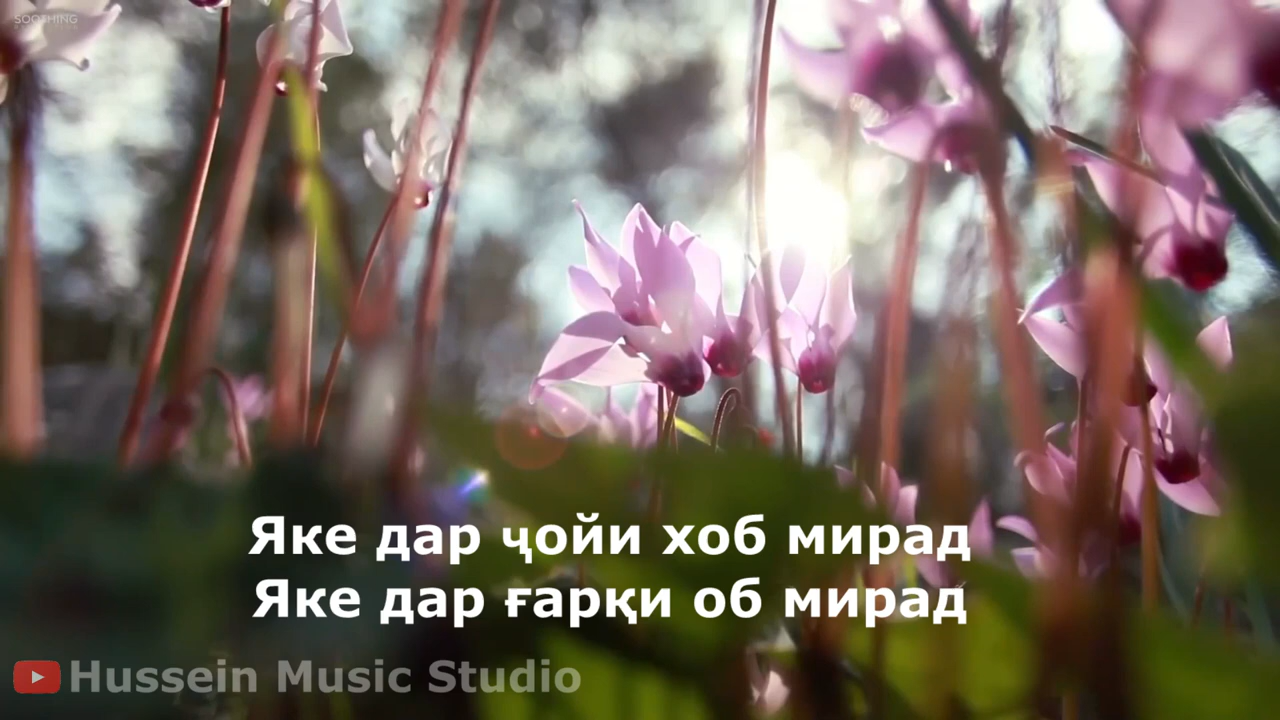 SOOTHING
Яке дар ҷойи хоб мирад
Яке дар ғарқи об мирад
Hussein Music Studio